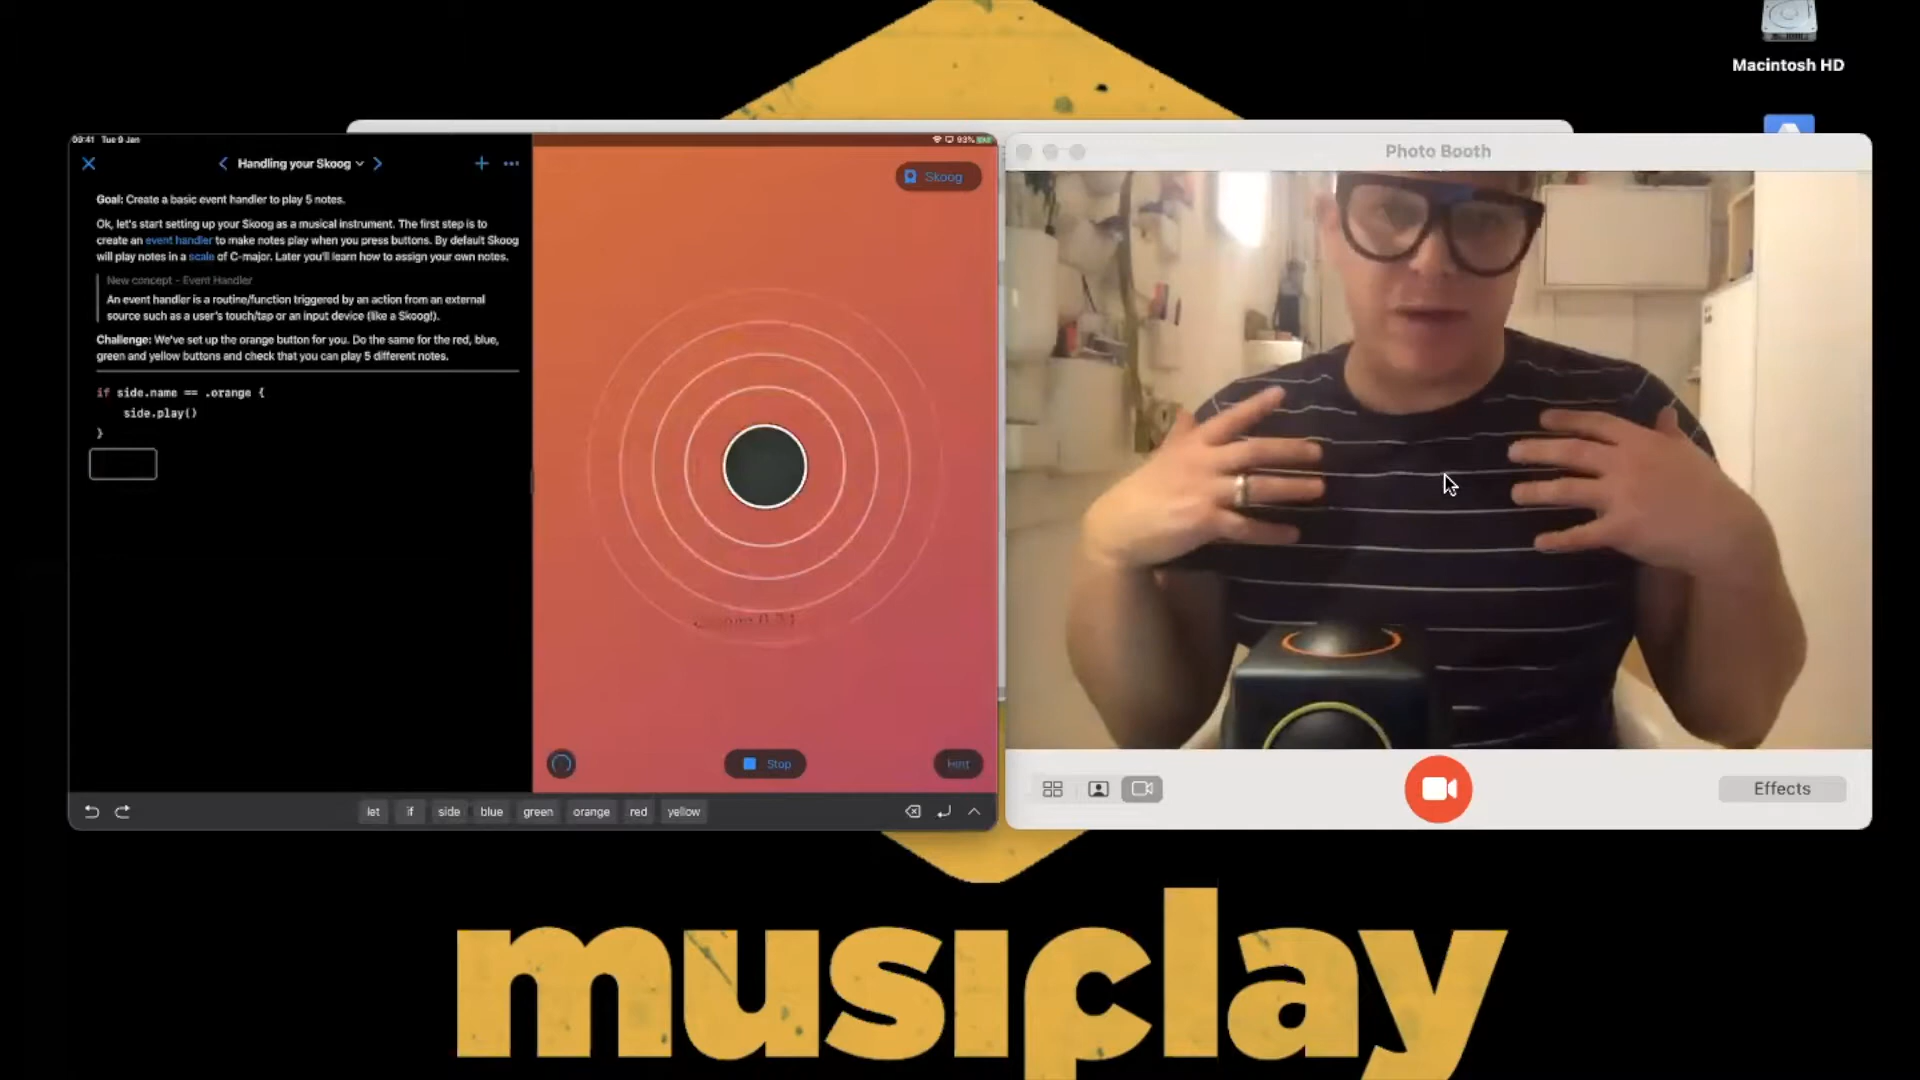 Macintosh HD
09:41 Tue 9 Jan
93%
Handling your Skoog
Goal: Create a basic event handler to play 5 notes.
Ok, let's start setting up your Skoog as a musical instrument. The first step is to
create an event handler to make notes play when you press buttons. By default Skoog
will play notes in a scale of C-major. Later you'll learn how to assign your own notes.
New concept - Event Handler
An event handler is a routine/function triggered by an action from an external
source such as a user's touch/tap or an input device (like a Skoog!).
Challenge: We've set up the orange button for you. Do the same for the red, blue,
green and yellow buttons and check that you can play 5 different notes.
if side.name == .orange {
side.play()
}
Skoog
Stop
Hint
let if side blue green orange red yellow
Photo Booth
Effects
musiplay